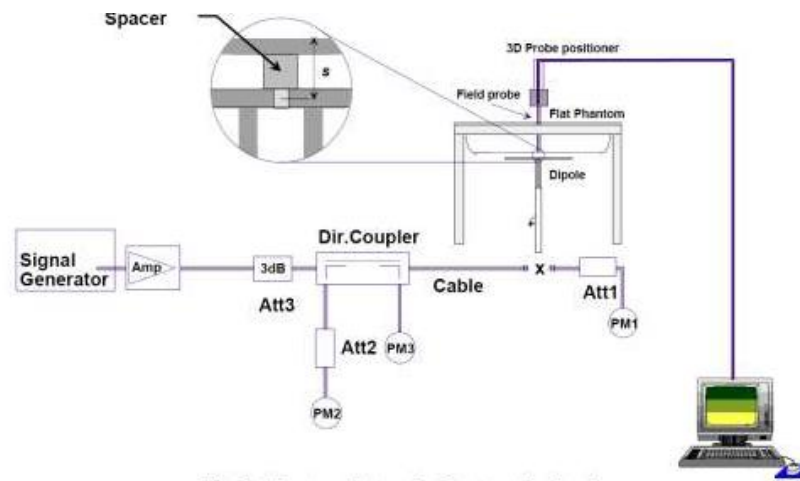 Spacer
s
3D Probe positioner
Field probe
Flat Phantom
Dipole
Signal
Generator
Amp
3dB
Att3
Dir.Coupler
Cable
x
Att1
PM1
Att2
PM3
PM2